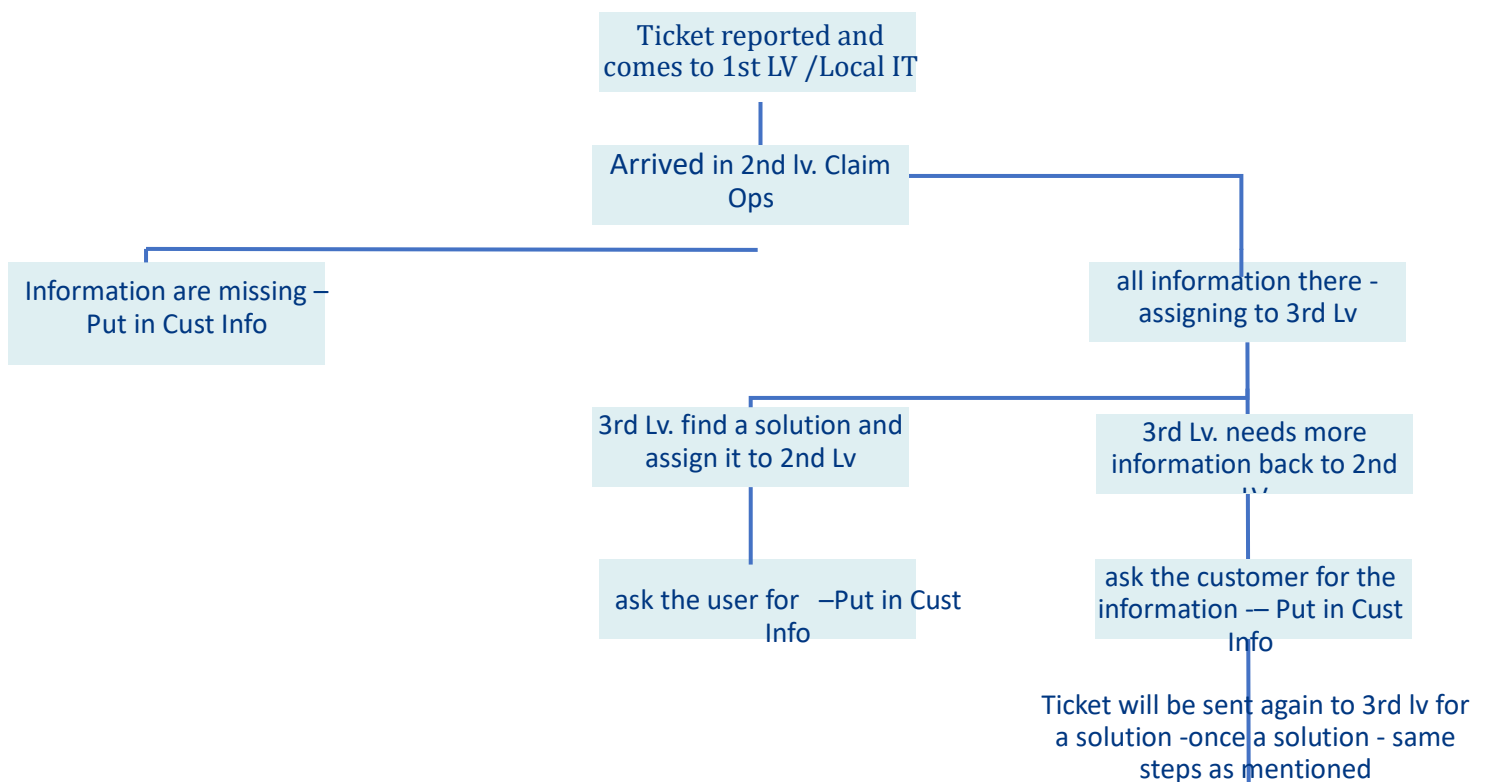 Ticket reported and
comes to 1st LV /Local IT
Arrived in 2nd lv. Claim
Ops
Information are missing –
Put in Cust Info
all information there -
assigning to 3rd Lv
3rd Lv. find a solution and
assign it to 2nd Lv
3rd Lv. needs more
information back to 2nd
ask the user for –Put in Cust
Info
ask the customer for the
information -– Put in Cust
Info
Ticket will be sent again to 3rd lv for
a solution -once a solution - same
steps as mentioned